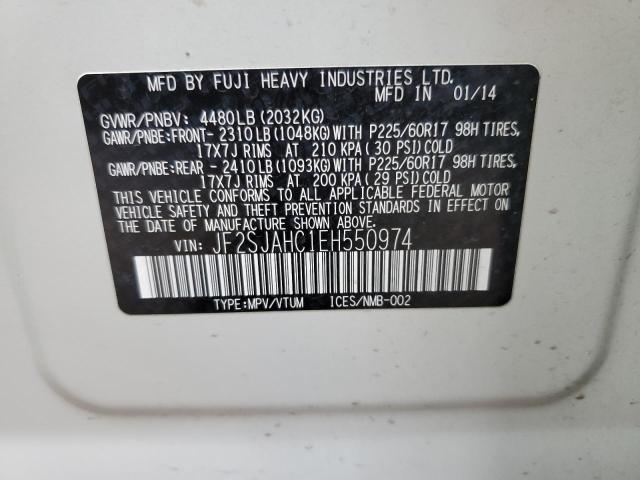 MFD BY FUJI HEAVY INDUSTRIES LTD.
MFD IN 01/14
GVWR/PNBV: 4480LB (2032KG)
GAWR/PNBE:FRONT- 2310LB (1048KG) WITH P225/60R17 98H TIRES,
17X7J RIMS AT 210 KPA (30 PSI) COLD
GAWR/PNBE:REAR - 2410LB (1093KG) WITH P225/60R17 98H TIRES,
17X7J RIMS AT 200 KPA (29 PSI) COLD
THIS VEHICLE CONFORMS TO ALL APPLICABLE FEDERAL MOTOR
VEHICLE SAFETY AND THEFT PREVENTION STANDARDS IN EFFECT
ON THE DATE OF MANUFACTURE SHOWN ABOVE.
VIN: JF2SJAHC1EH550974
TYPE:MPV/VTUM ICES/NMB-002